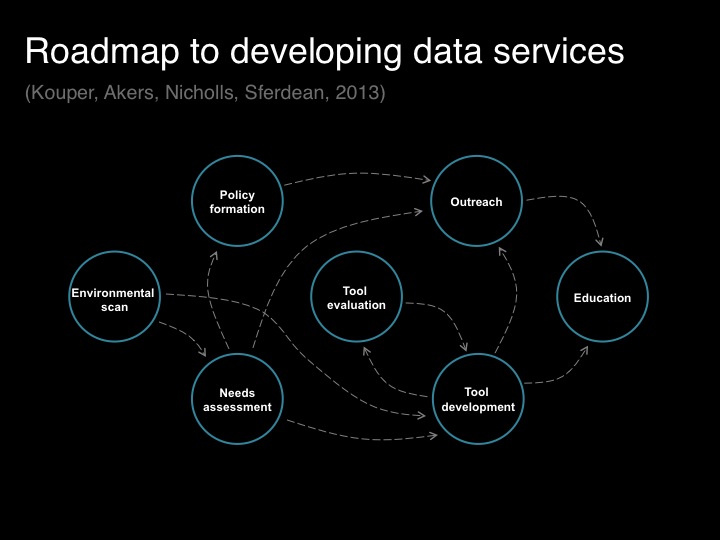 Roadmap to developing data services
(Kouper, Akers, Nicholls, Sferdean, 2013)
Policy
formation
Outreach
Environmental
scan
Tool
evaluation
Education
Needs
assessment
Tool
development